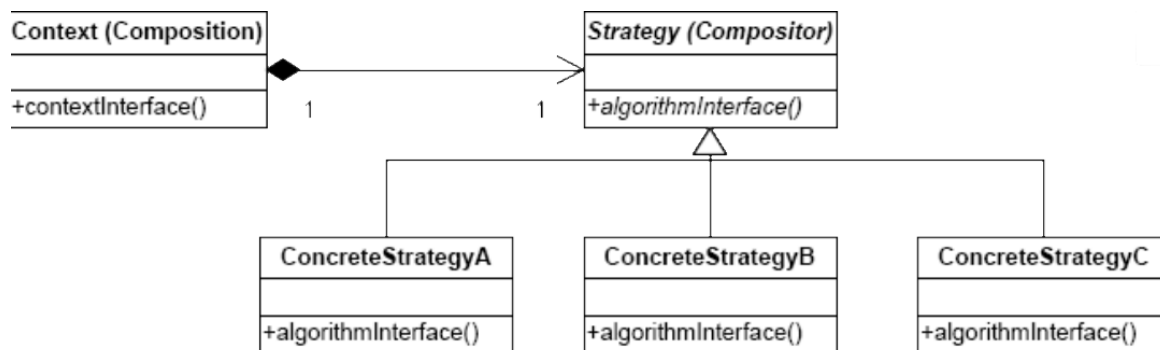 Context (Composition)
+contextInterface()
1
1
Strategy (Compositor)
+algorithmInterface()
ConcreteStrategyA
+algorithmInterface()
ConcreteStrategyB
+algorithmInterface()
ConcreteStrategyC
+algorithmInterface()